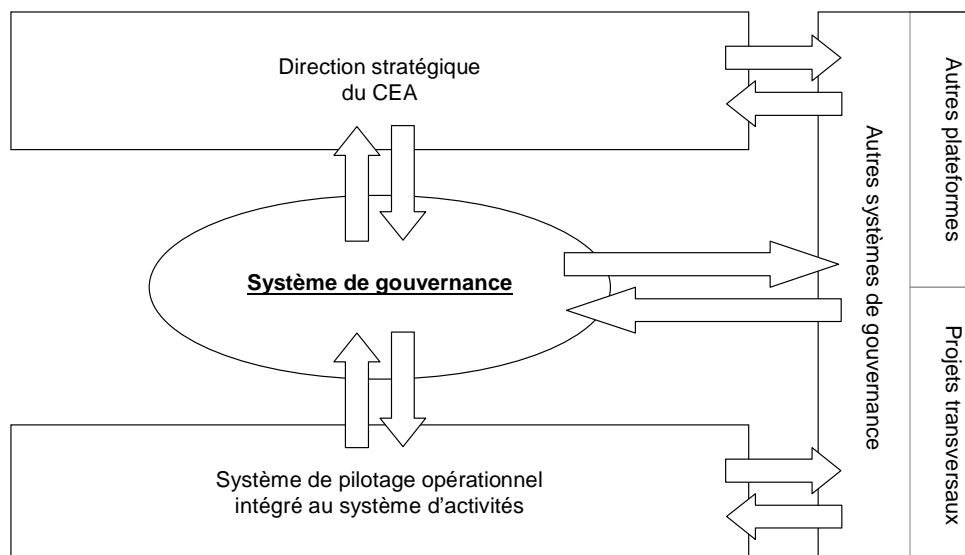 Direction stratégique
du CEA
Système de gouvernance
Système de pilotage opérationnel
intégré au système d'activités
Autres systèmes de gouvernance
Autres plateformes
Projets transversaux